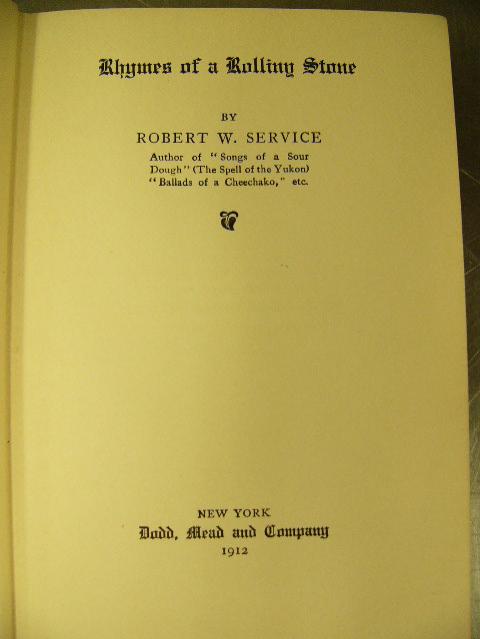 Rhymes of a Rolling Stone
BY
ROBERT W. SERVICE
Author of "Songs of a Sour
Dough" (The Spell of the Yukon)
"Ballads of a Cheechako," etc.
NEW YORK
Dodd, Mead and Company
1912